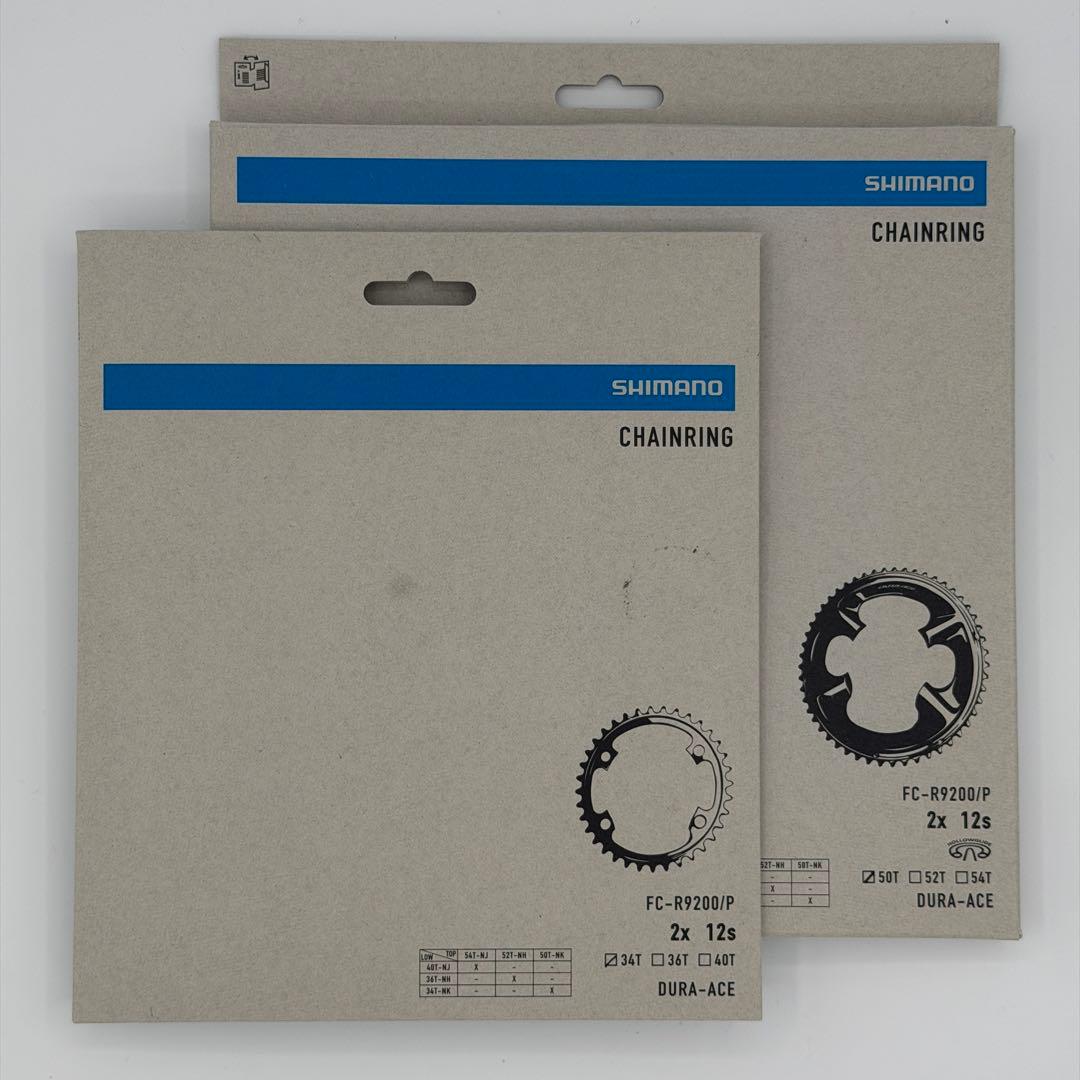 SHIMANO
CHAINRING
FC-R9200/P
2x 12s
HOLLOWGLIDE
52T-NH 50T-NK
- -
X -
- X
50T 52T 54T
DURA-ACE
SHIMANO
CHAINRING
FC-R9200/P
2x 12s
LOW TOP 54T-NJ 52T-NH 50T-NK
40T-NJ X - -
36T-NH - X -
34T-NK - - X
34T 36T 40T
DURA-ACE